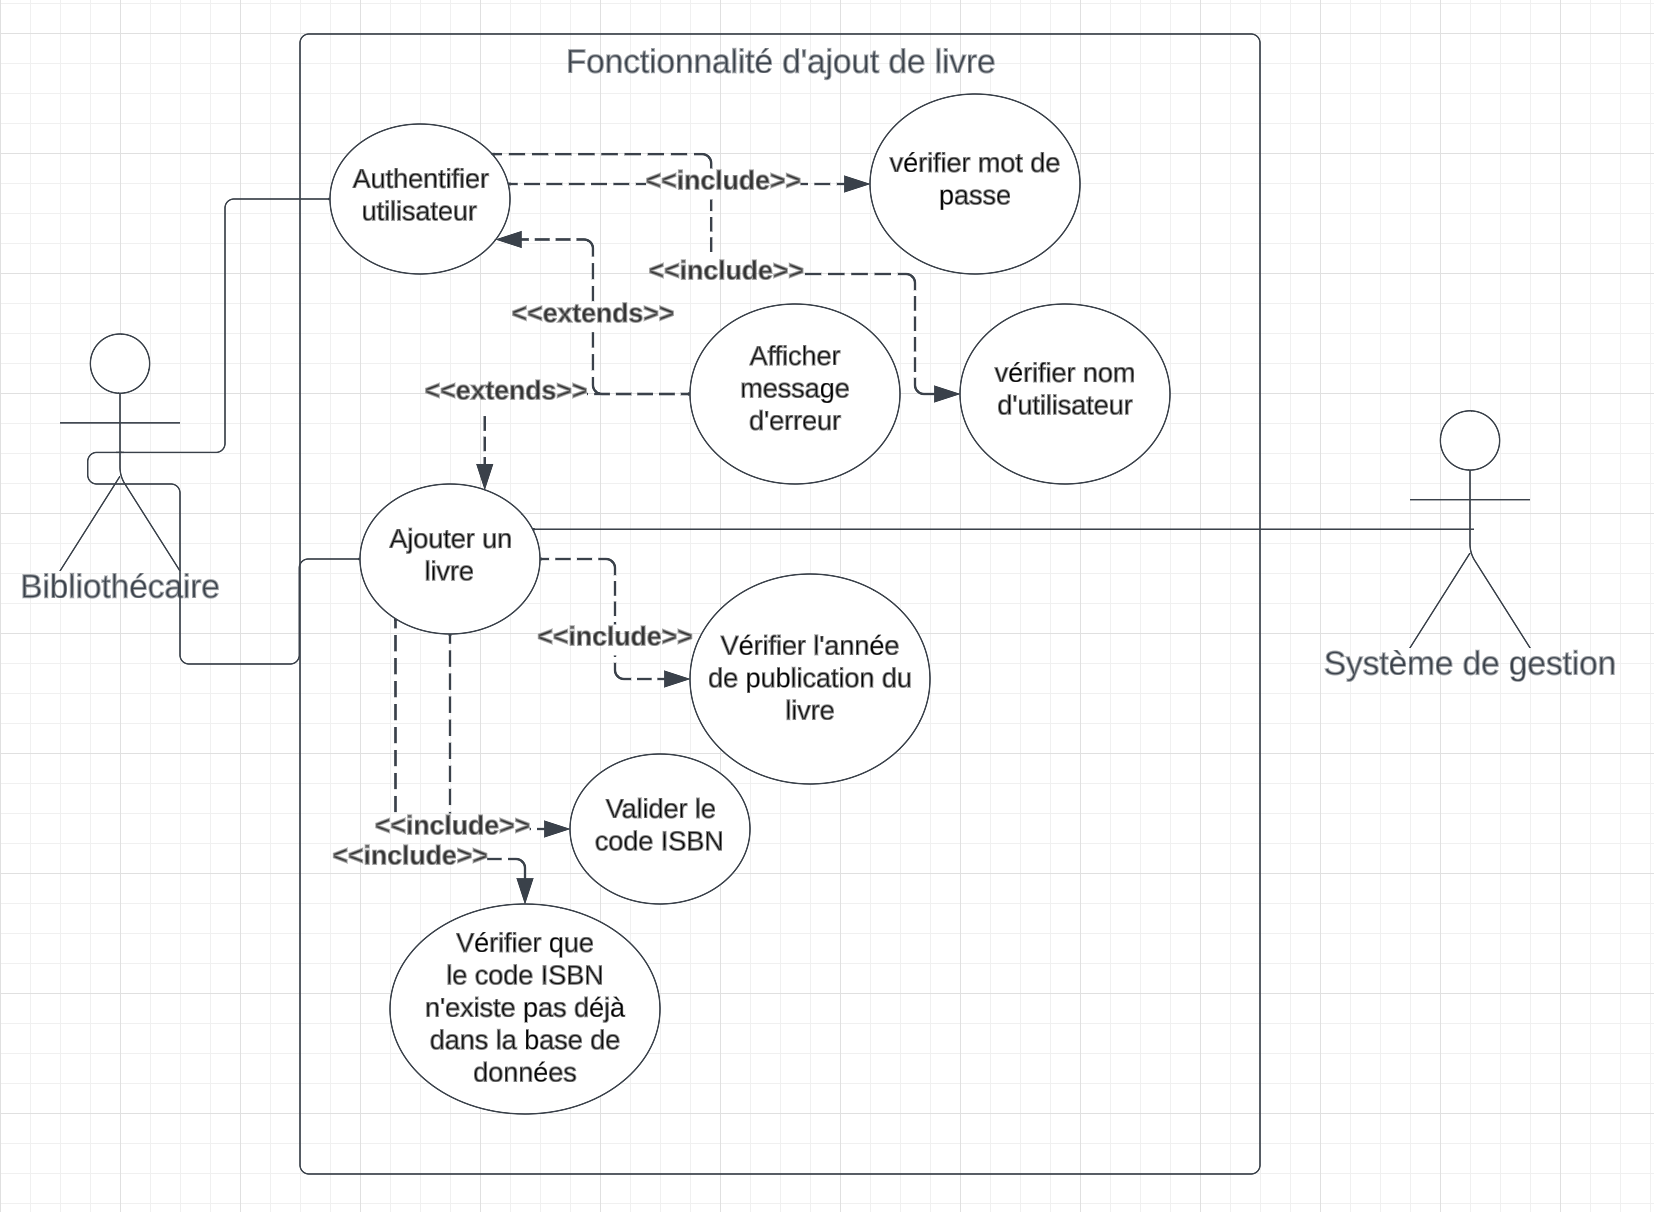 Fonctionnalité d'ajout de livre
Authentifier
utilisateur
<<include>>
vérifier mot de
passe
<<include>>
<<extends>>
Afficher
message
d'erreur
vérifier nom
d'utilisateur
<<extends>>
Ajouter un
livre
Bibliothécaire
<<include>>
Vérifier l'année
de publication du
livre
Système de gestion
<<include>>
Valider le
code ISBN
<<include>>
Vérifier que
le code ISBN
n'existe pas déjà
dans la base de
données